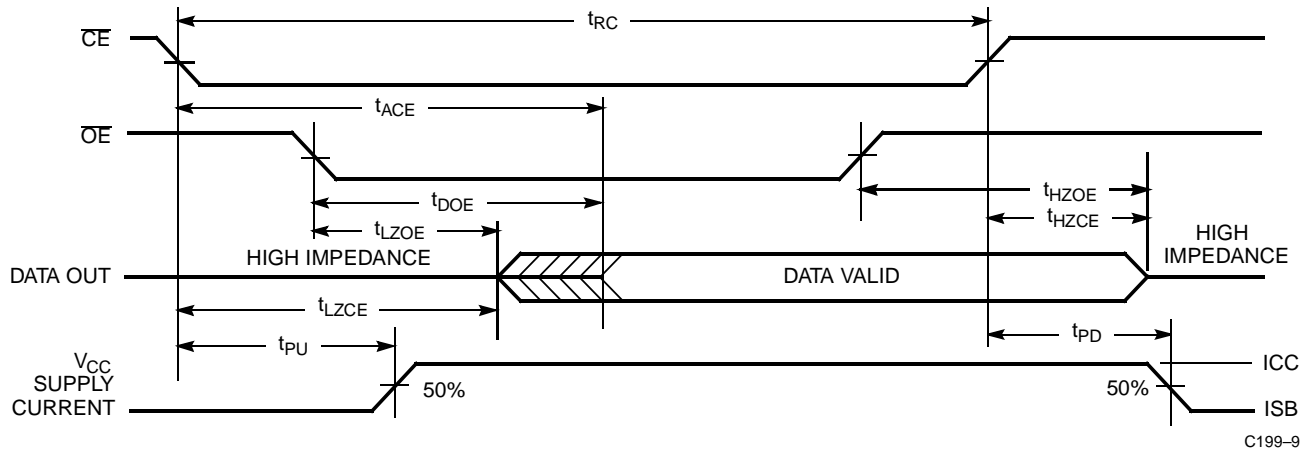 tRC
CE
tACE
OE
tDOE
tHZOE
tLZOE
tHZCE
HIGH IMPEDANCE
HIGH
IMPEDANCE
DATA OUT
DATA VALID
tLZCE
tPU
tPD
VCC
SUPPLY
CURRENT
50%
50%
ICC
ISB
C199–9